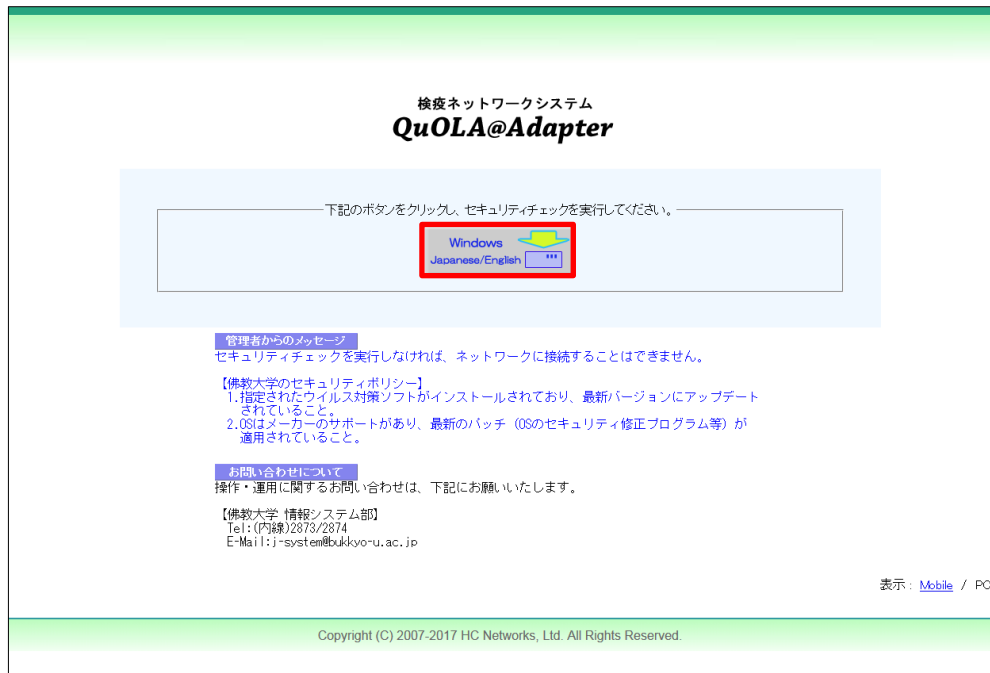 検疫ネットワークシステム
QuOLA@Adapter
下記のボタンをクリックし、セキュリティチェックを実行してください。
Windows
Japanese/English
管理者からのメッセージ
セキュリティチェックを実行しなければ、ネットワークに接続することはできません。
【佛教大学のセキュリティポリシー】
1.指定されたウイルス対策ソフトがインストールされており、最新バージョンにアップデート
されていること。
2.OSはメーカーのサポートがあり、最新のパッチ（OSのセキュリティ修正プログラム等）が
適用されていること。
お問い合わせについて
操作・運用に関するお問い合わせは、下記にお願いいたします。
【佛教大学 情報システム部】
Tel:(内線)2873/2874
E-Mail:j-system@bukkyo-u.ac.jp
表示 : Mobile / PC
Copyright (C) 2007-2017 HC Networks, Ltd. All Rights Reserved.